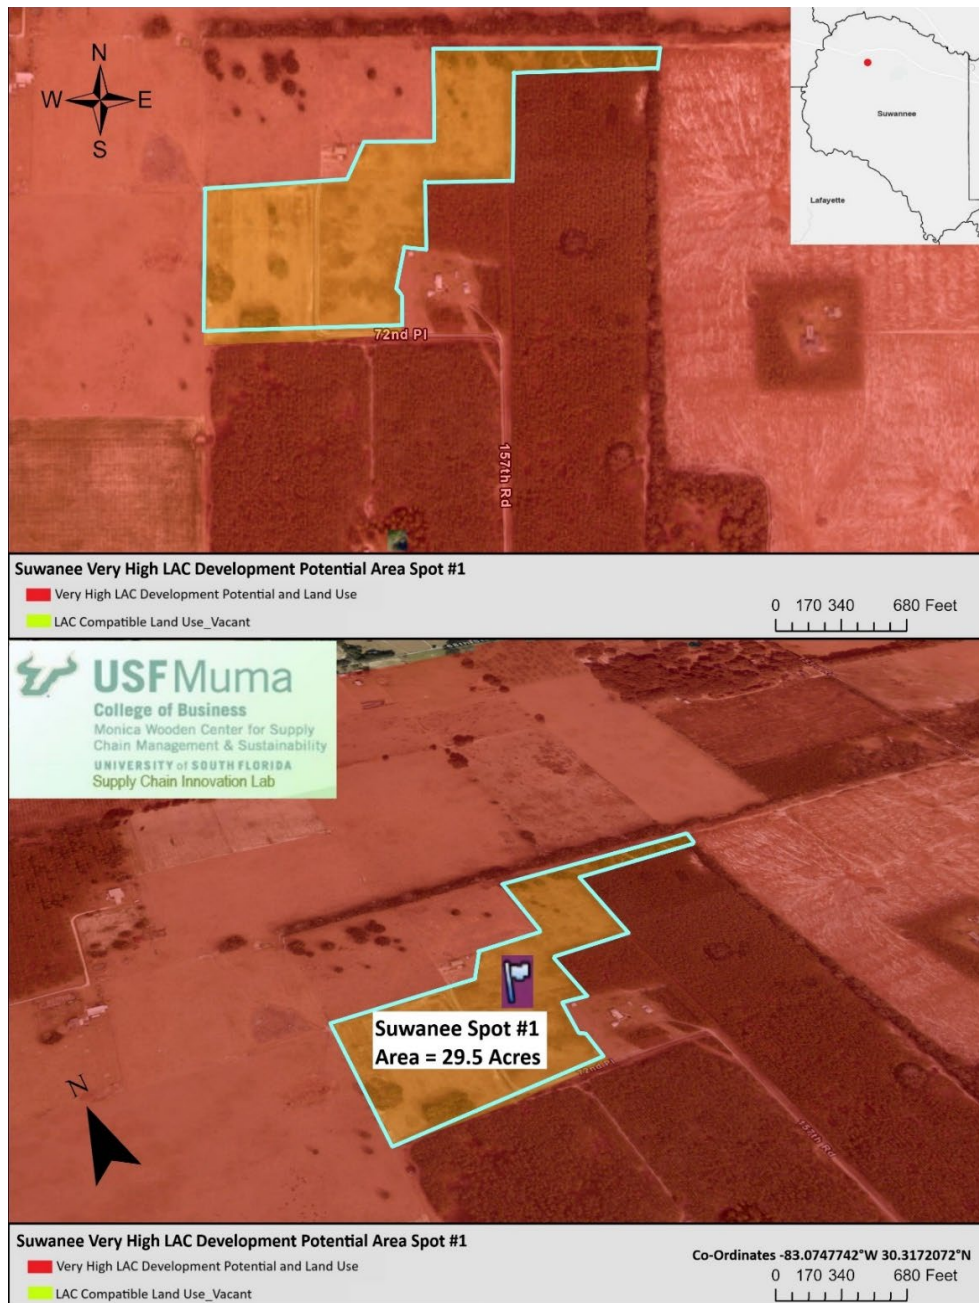 N
W E
S
Suwannee
Lafayette
72nd Pl
157th Rd
Suwanee Very High LAC Development Potential Area Spot #1
Very High LAC Development Potential and Land Use
LAC Compatible Land Use_Vacant
0 170 340 680 Feet
USF Muma
College of Business
Monica Wooden Center for Supply
Chain Management & Sustainability
UNIVERSITY of SOUTH FLORIDA
Supply Chain Innovation Lab
Suwanee Spot #1
Area = 29.5 Acres
72nd Pl
157th Rd
N
Suwanee Very High LAC Development Potential Area Spot #1
Very High LAC Development Potential and Land Use
LAC Compatible Land Use_Vacant
Co-Ordinates -83.0747742°W 30.3172072°N
0 170 340 680 Feet